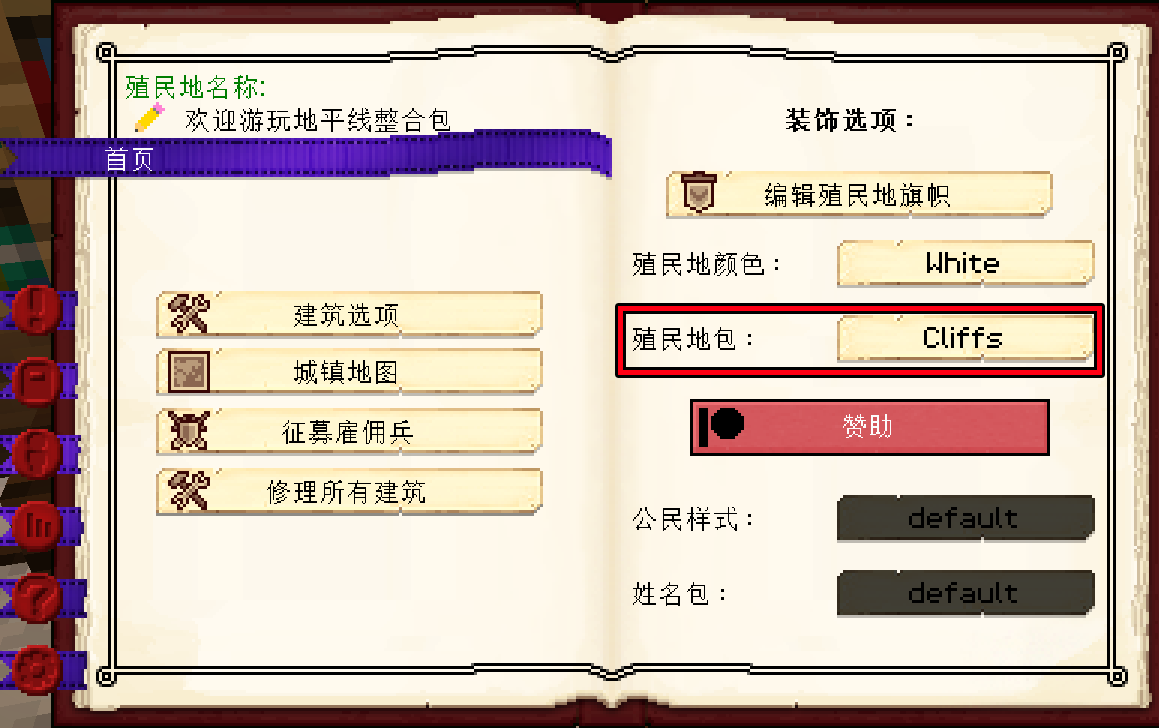 殖民地名称:
欢迎游玩地平线整合包
首页
建筑选项
城镇地图
征募雇佣兵
修理所有建筑
装饰选项：
编辑殖民地旗帜
殖民地颜色： White
殖民地包： Cliffs
赞助
公民样式： default
姓名包： default